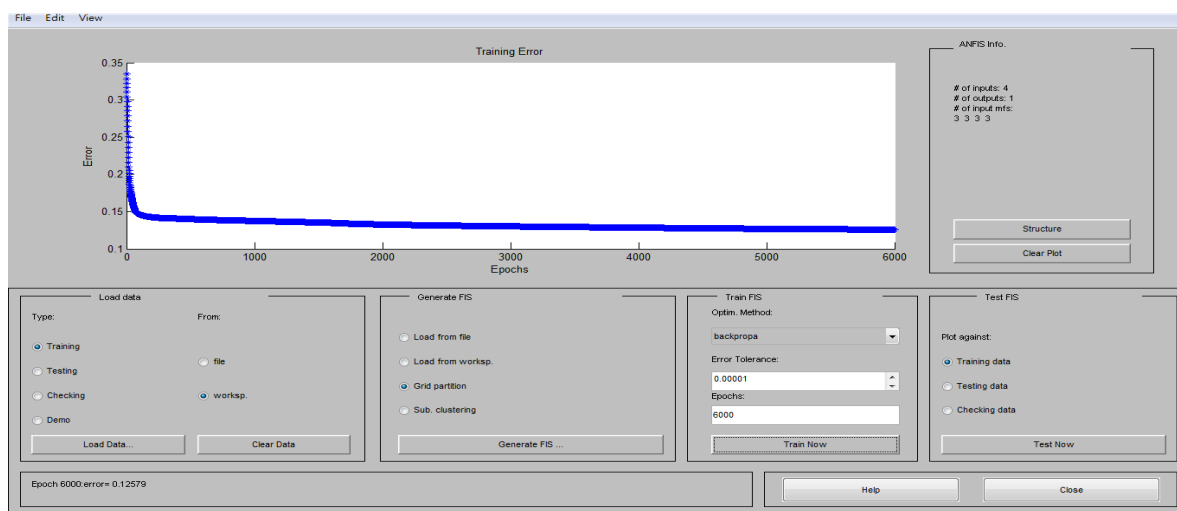 File Edit View
Training Error
0.35
0.3
0.25
0.2
0.15
0.1
Error
0 1000 2000 3000 4000 5000 6000
Epochs
ANFIS Info.
# of inputs: 4
# of outputs: 1
# of input mfs:
3 3 3 3
Structure
Clear Plot
Load data
Type:
From:
Training
Testing
Checking
Demo
file
worksp.
Load Data...
Clear Data
Generate FIS
Load from file
Load from worksp.
Grid partition
Sub. clustering
Generate FIS ...
Train FIS
Optim. Method:
backpropa
Error Tolerance:
0.00001
Epochs:
6000
Train Now
Test FIS
Plot against:
Training data
Testing data
Checking data
Test Now
Epoch 6000:error= 0.12579
Help
Close